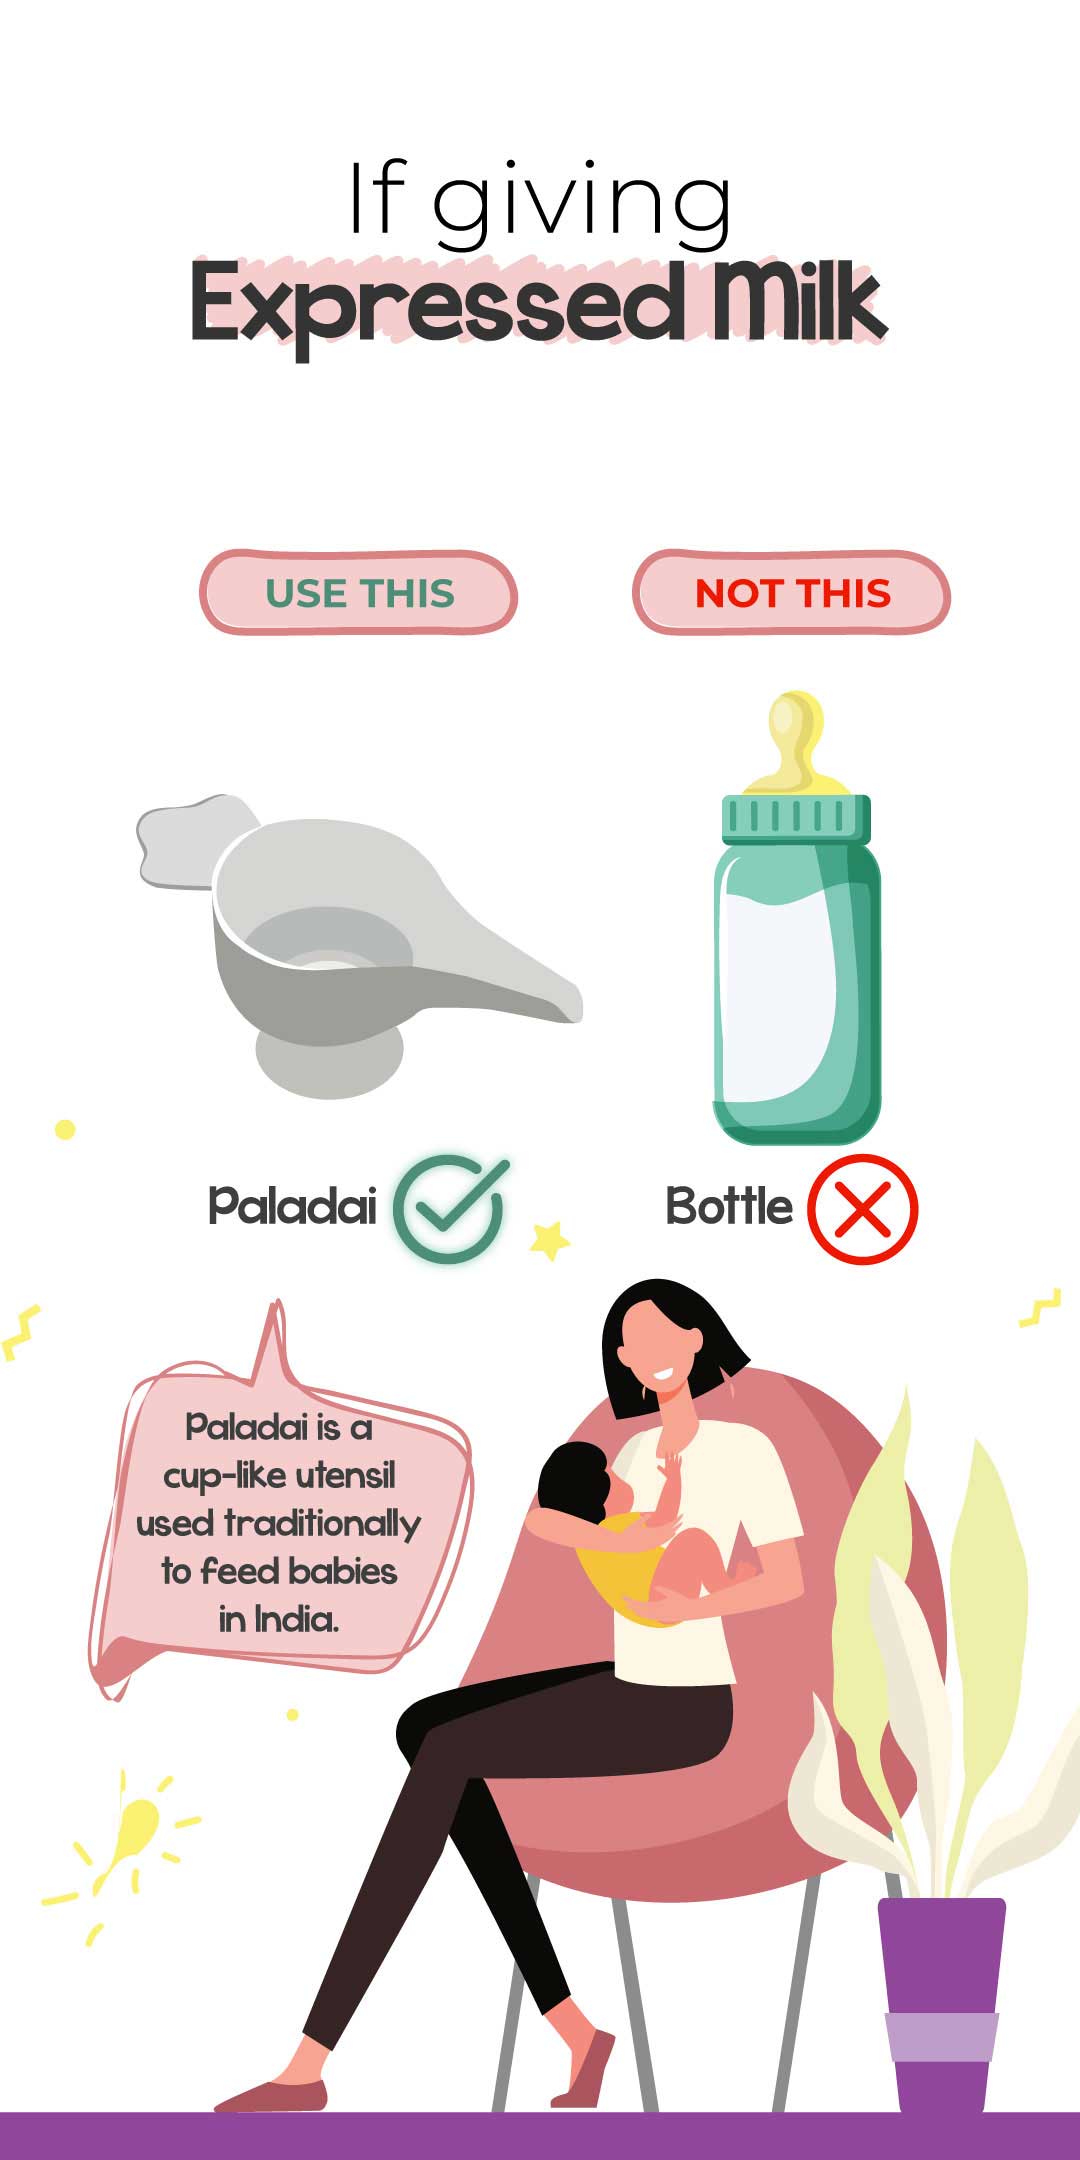 If giving
Expressed Milk
USE THIS
NOT THIS
Paladai
Bottle
Paladai is a
cup-like utensil
used traditionally
to feed babies
in India.